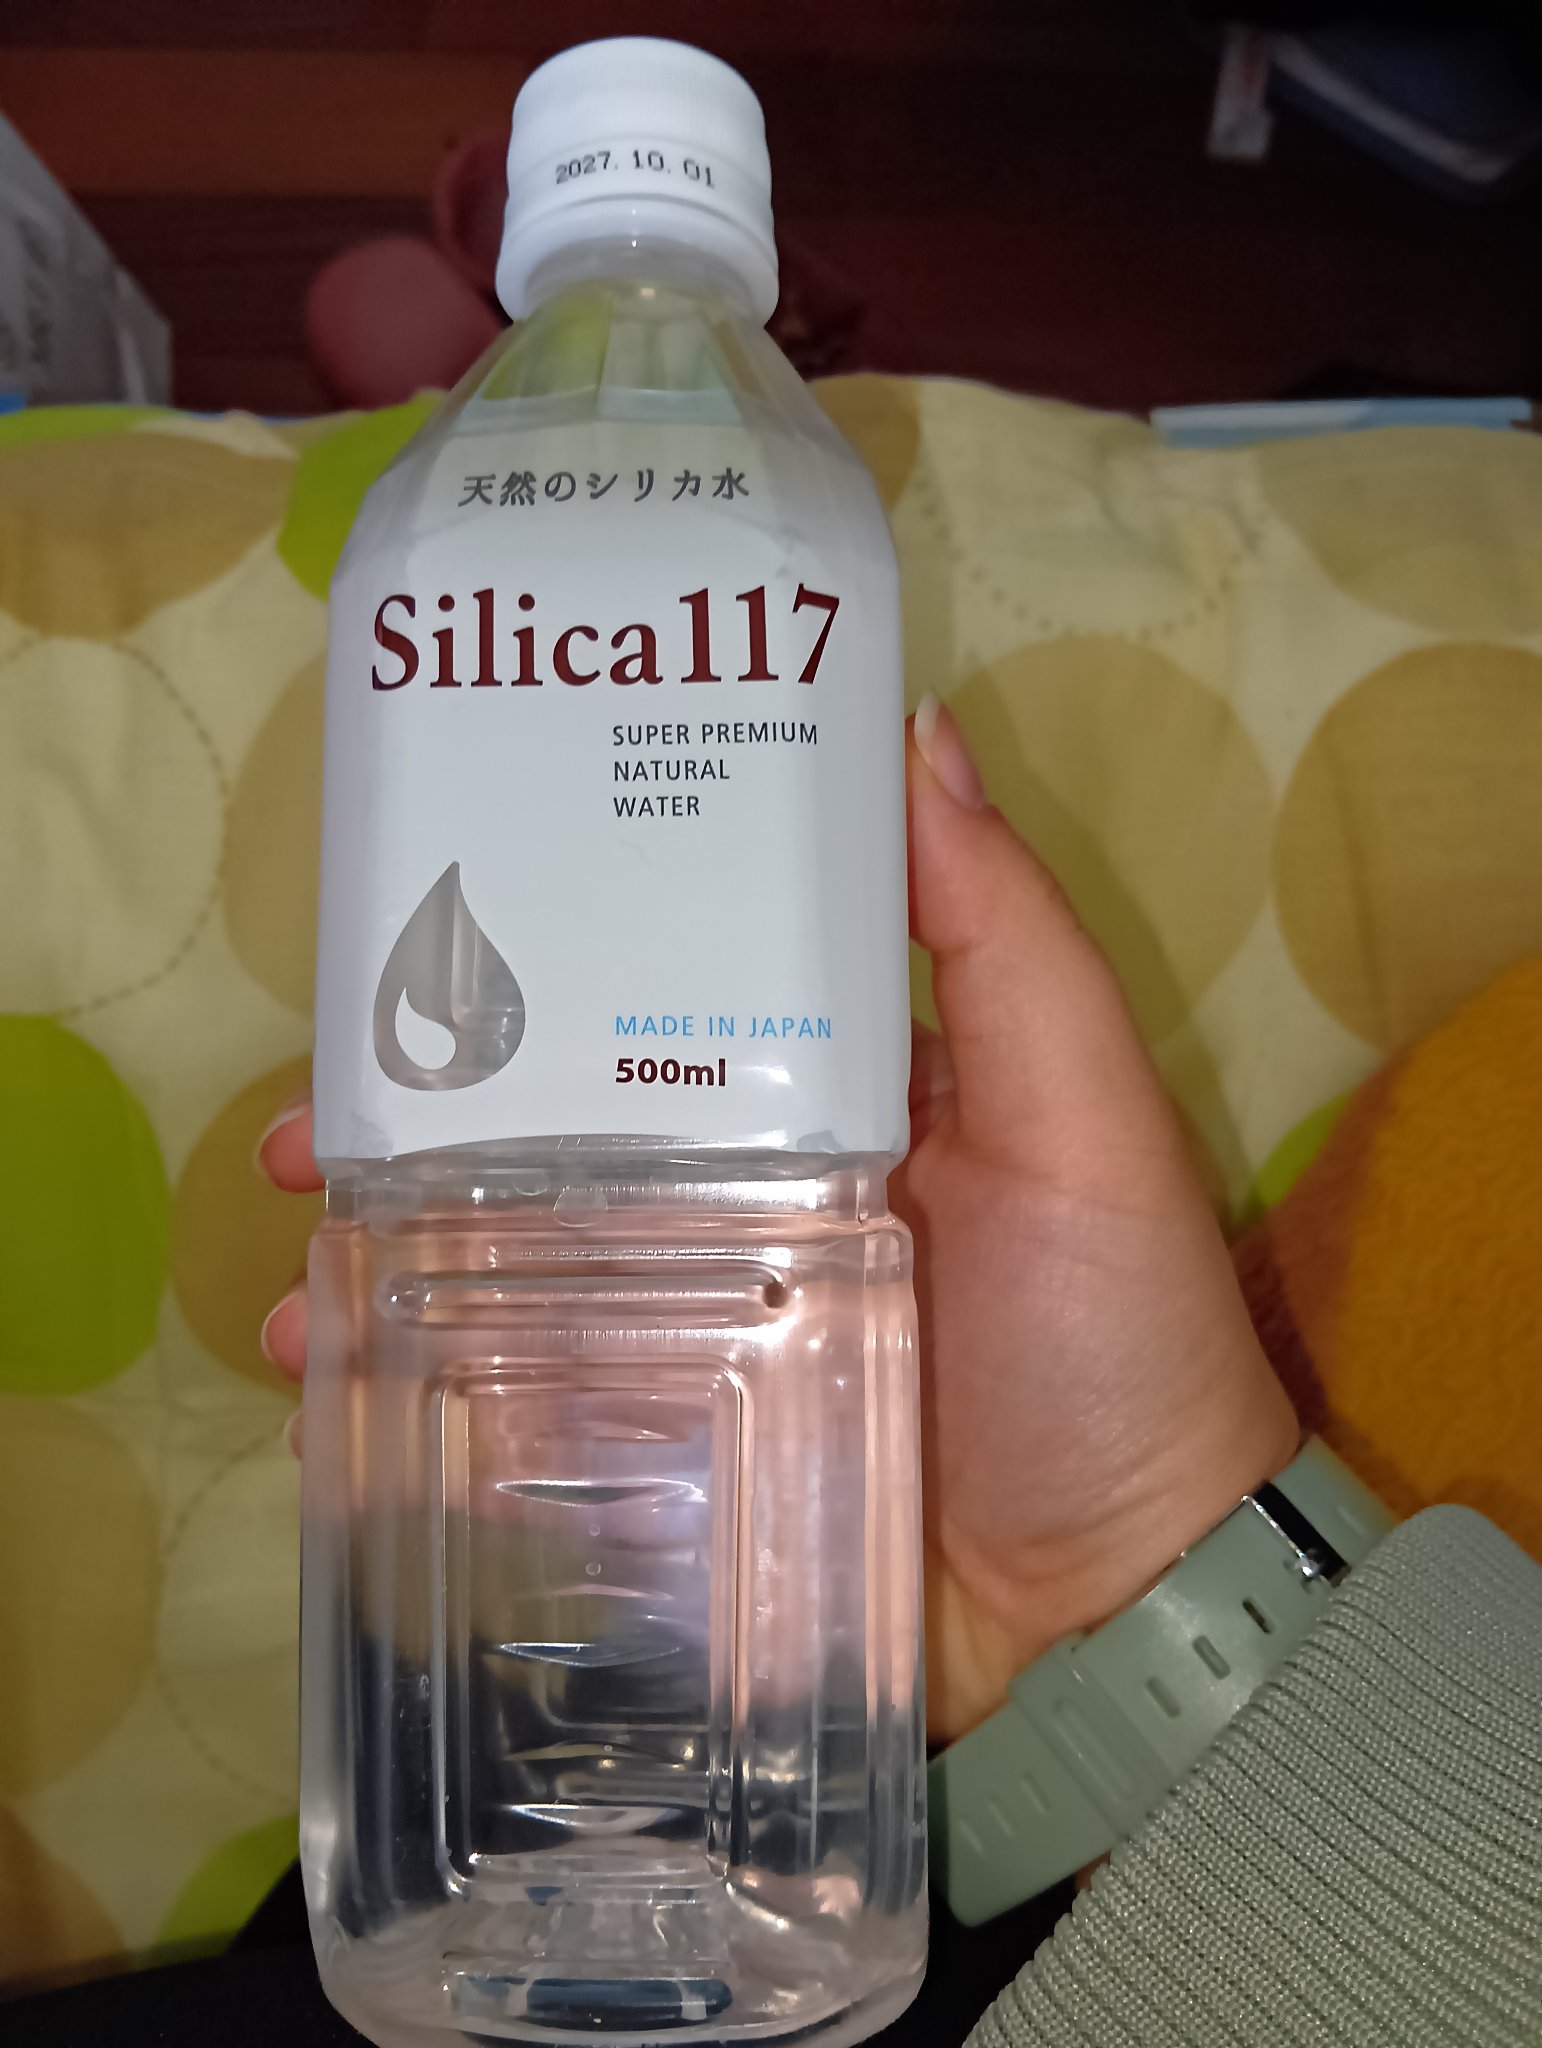 2027. 10. 01
天然のシリカ水
Silica117
SUPER PREMIUM
NATURAL
WATER
MADE IN JAPAN
500ml